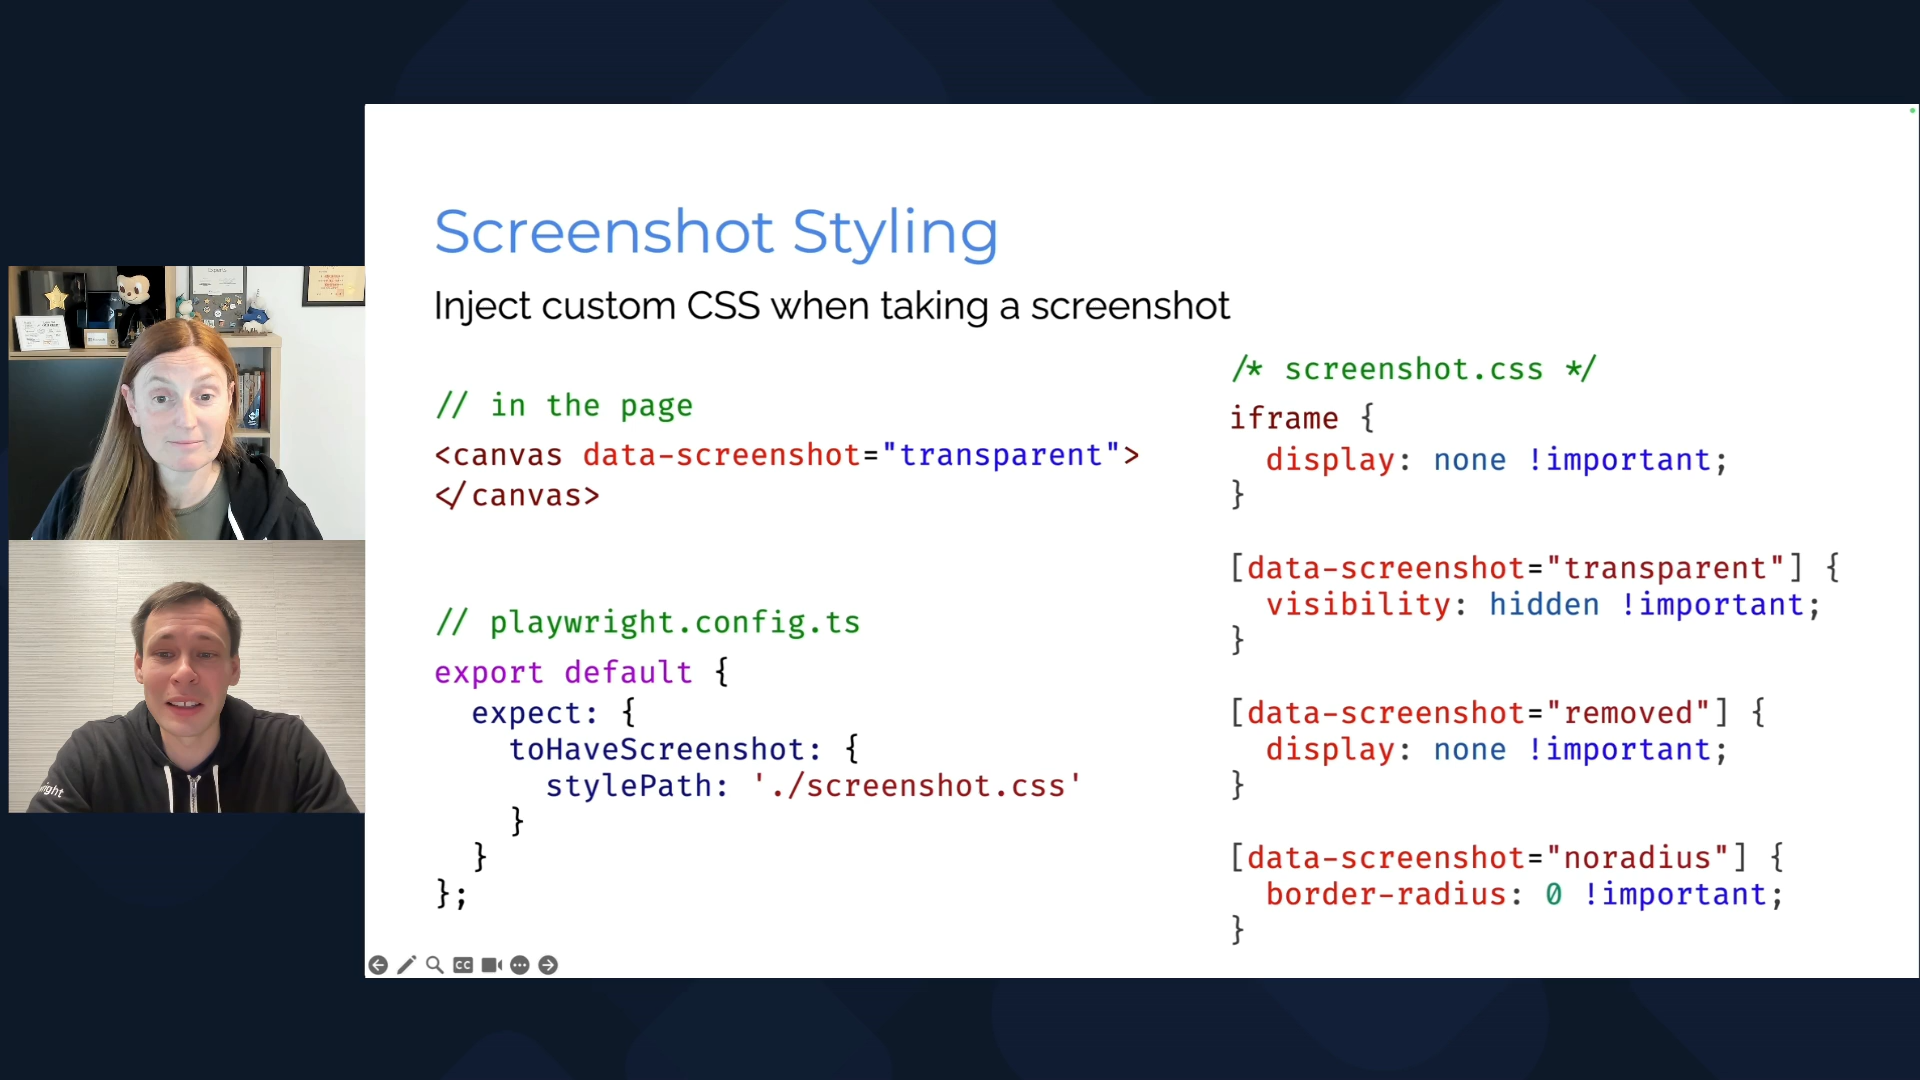 Screenshot Styling
Inject custom CSS when taking a screenshot
// in the page
<canvas data-screenshot="transparent">
</canvas>
// playwright.config.ts
export default {
  expect: {
    toHaveScreenshot: {
      stylePath: './screenshot.css'
    }
  }
};
/* screenshot.css */
iframe {
  display: none !important;
}
[data-screenshot="transparent"] {
  visibility: hidden !important;
}
[data-screenshot="removed"] {
  display: none !important;
}
[data-screenshot="noradius"] {
  border-radius: 0 !important;
}
CC